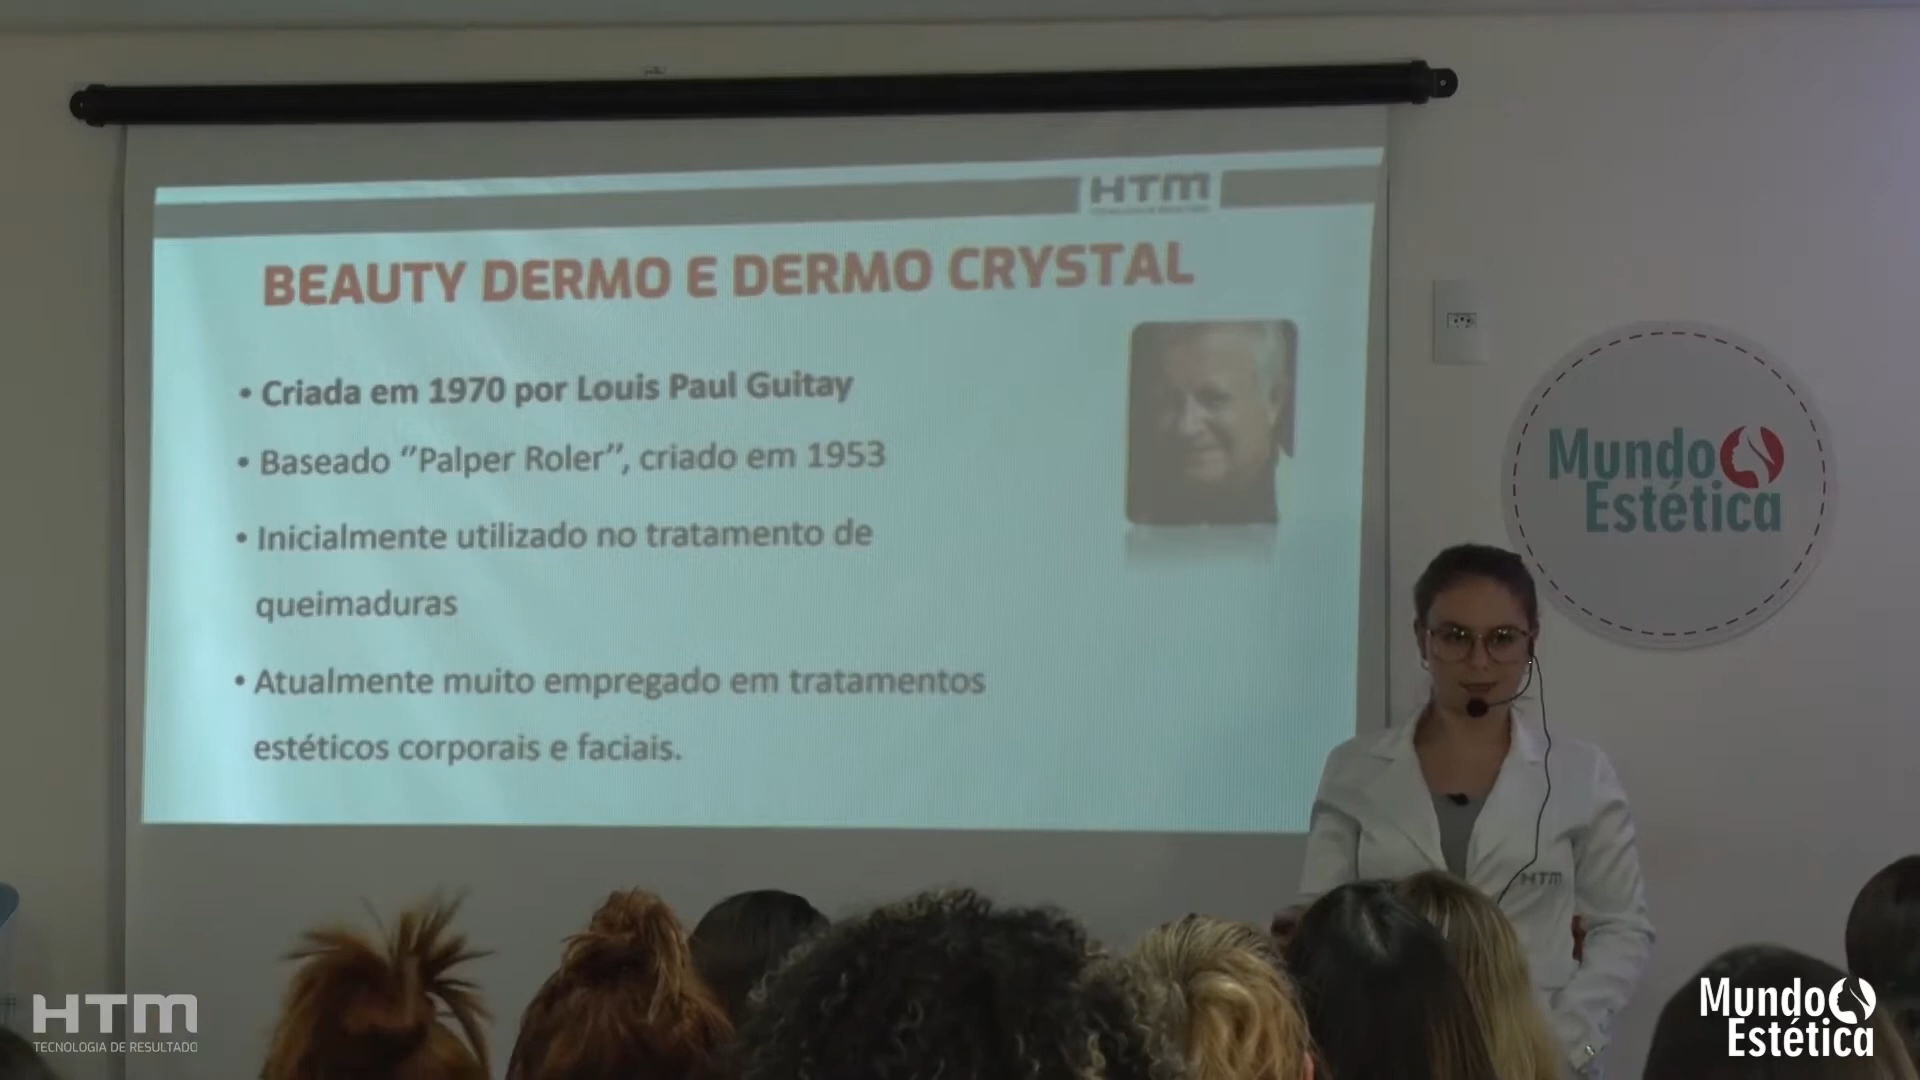 HTM
BEAUTY DERMO E DERMO CRYSTAL
• Criada em 1970 por Louis Paul Guitay
• Baseado “Palper Roler”, criado em 1953
• Inicialmente utilizado no tratamento de
queimaduras
• Atualmente muito empregado em tratamentos
estéticos corporais e faciais.
Mundo
Estética
HTM
HTM
TECNOLOGIA DE RESULTADO
Mundo
Estética